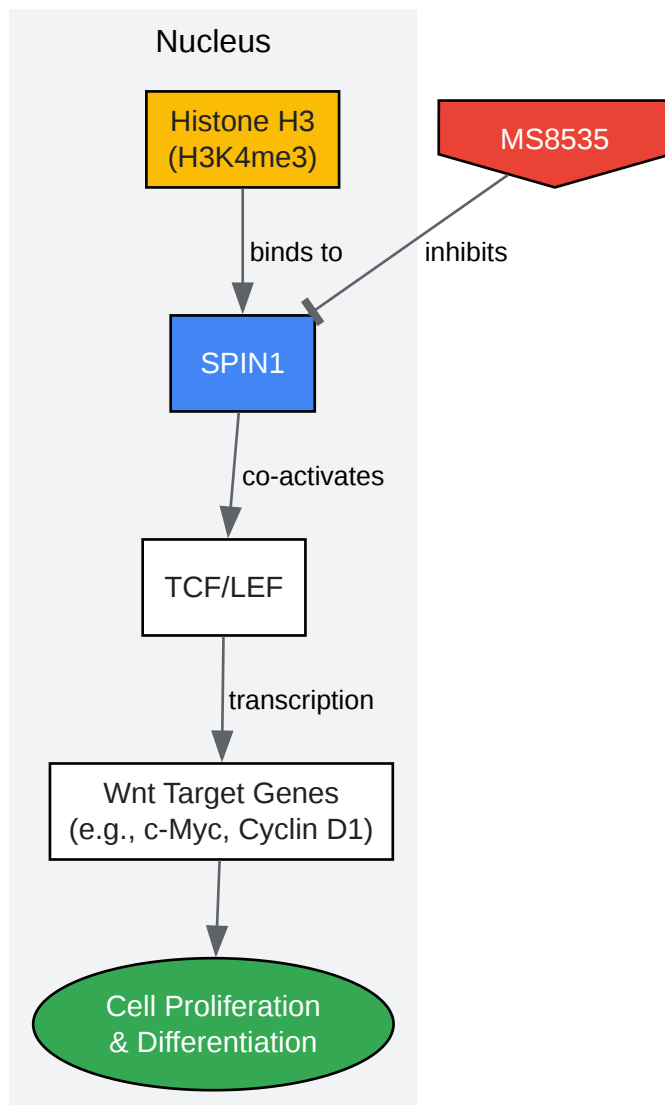 Nucleus
Histone H3
(H3K4me3)
MS8535
binds to
inhibits
SPIN1
co-activates
TCF/LEF
transcription
Wnt Target Genes
(e.g., c-Myc, Cyclin D1)
Cell Proliferation
& Differentiation